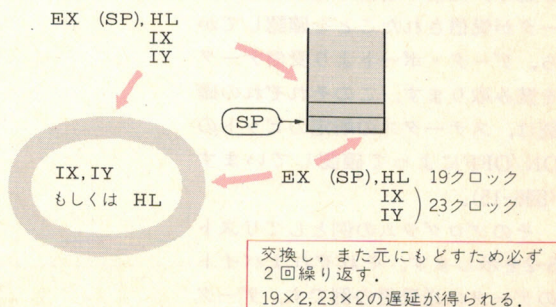 EX (SP), HL
IX
IY
SP
IX, IY
もしくは HL
EX (SP), HL 19クロック
IX
IY ) 23クロック
交換し，また元にもどすため必ず
2回繰り返す．
19×2, 23×2の遅延が得られる．